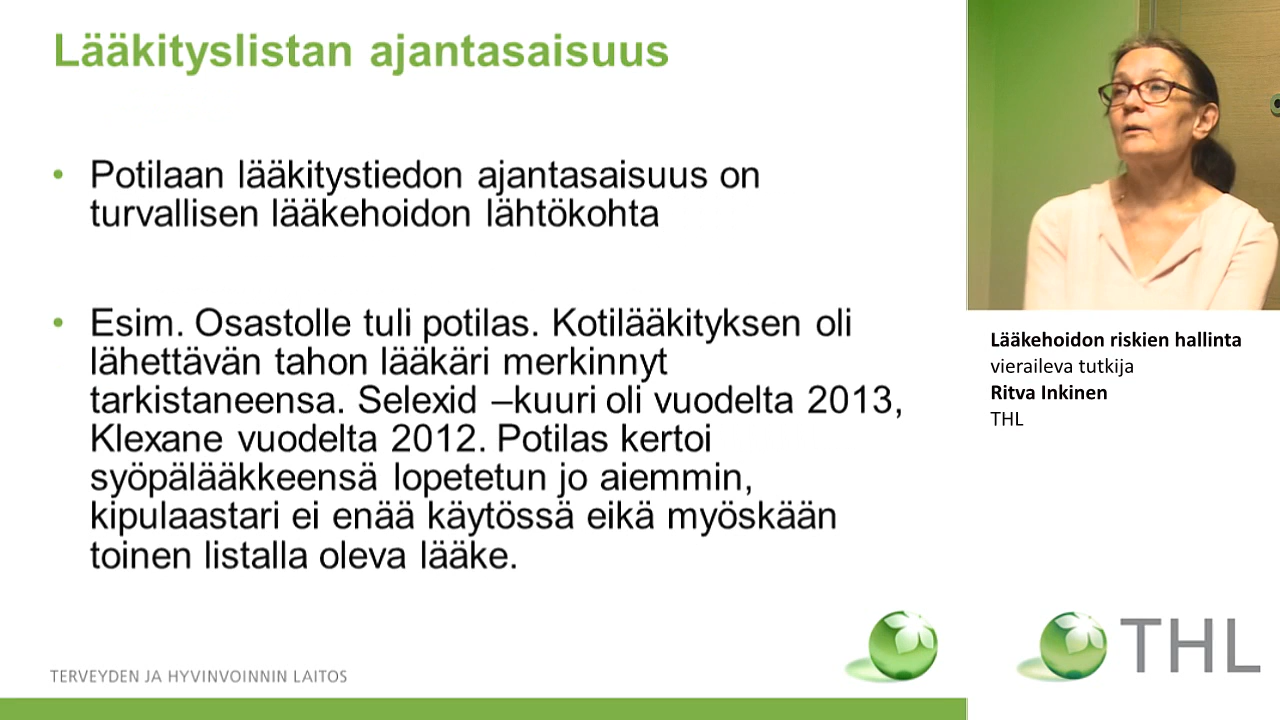 Lääkityslistan ajantasaisuus
• Potilaan lääkitystiedon ajantasaisuus on
turvallisen lääkehoidon lähtökohta
• Esim. Osastolle tuli potilas. Kotilääkityksen oli
lähettävän tahon lääkäri merkinnyt
tarkistaneensa. Selexid –kuuri oli vuodelta 2013,
Klexane vuodelta 2012. Potilas kertoi
syöpälääkkeensä lopetetun jo aiemmin,
kipulaastari ei enää käytössä eikä myöskään
toinen listalla oleva lääke.
TERVEYDEN JA HYVINVOINNIN LAITOS
Lääkehoidon riskien hallinta
vieraileva tutkija
Ritva Inkinen
THL
THL